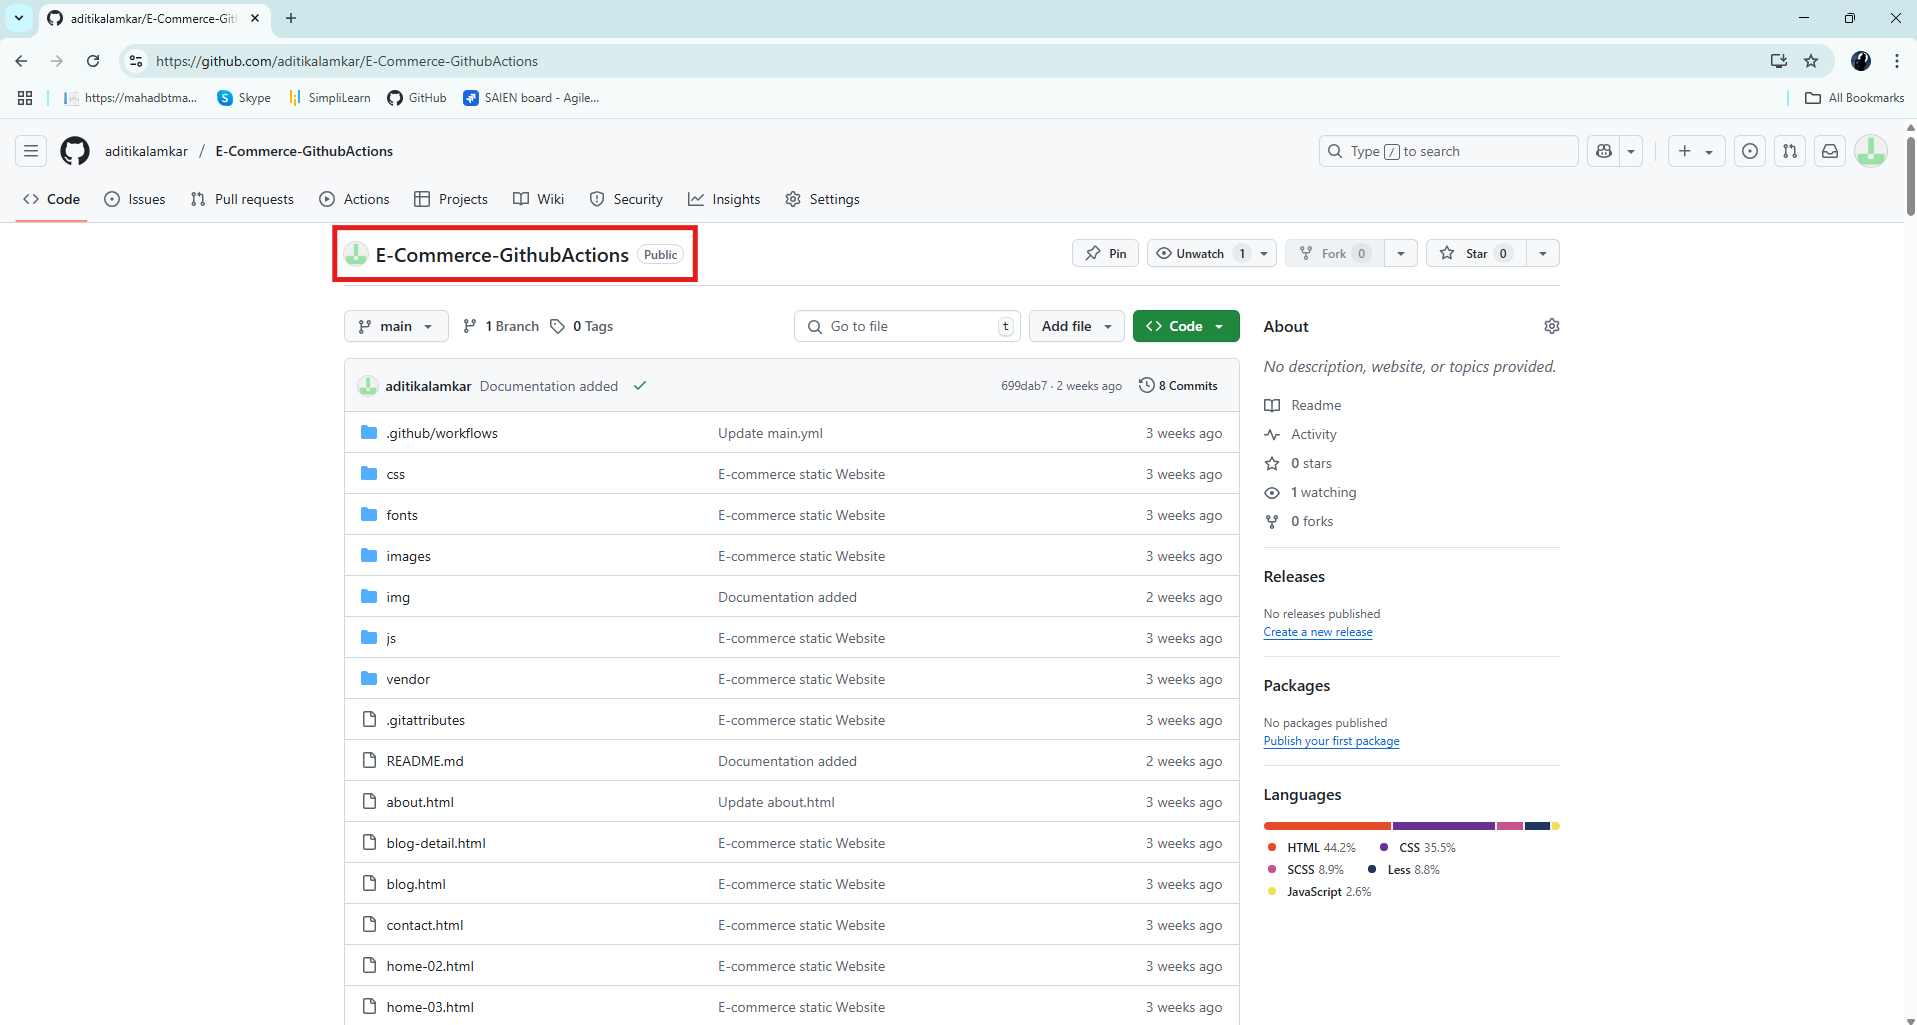 aditikalamkar/E-Commerce-Git
https://github.com/aditikalamkar/E-Commerce-GithubActions
https://mahadbtma...
Skype
SimpliLearn
GitHub
SAIEN board - Agile...
All Bookmarks
aditikalamkar / E-Commerce-GithubActions
Type / to search
Code
Issues
Pull requests
Actions
Projects
Wiki
Security
Insights
Settings
E-Commerce-GithubActions Public
Pin
Unwatch 1
Fork 0
Star 0
main
1 Branch
0 Tags
Go to file t
Add file
Code
aditikalamkar Documentation added 699dab7 · 2 weeks ago 8 Commits
.github/workflows Update main.yml 3 weeks ago
css E-commerce static Website 3 weeks ago
fonts E-commerce static Website 3 weeks ago
images E-commerce static Website 3 weeks ago
img Documentation added 2 weeks ago
js E-commerce static Website 3 weeks ago
vendor E-commerce static Website 3 weeks ago
.gitattributes E-commerce static Website 3 weeks ago
README.md Documentation added 2 weeks ago
about.html Update about.html 3 weeks ago
blog-detail.html E-commerce static Website 3 weeks ago
blog.html E-commerce static Website 3 weeks ago
contact.html E-commerce static Website 3 weeks ago
home-02.html E-commerce static Website 3 weeks ago
home-03.html E-commerce static Website 3 weeks ago
About
No description, website, or topics provided.
Readme
Activity
0 stars
1 watching
0 forks
Releases
No releases published
Create a new release
Packages
No packages published
Publish your first package
Languages
HTML 44.2% CSS 35.5%
SCSS 8.9% Less 8.8%
JavaScript 2.6%